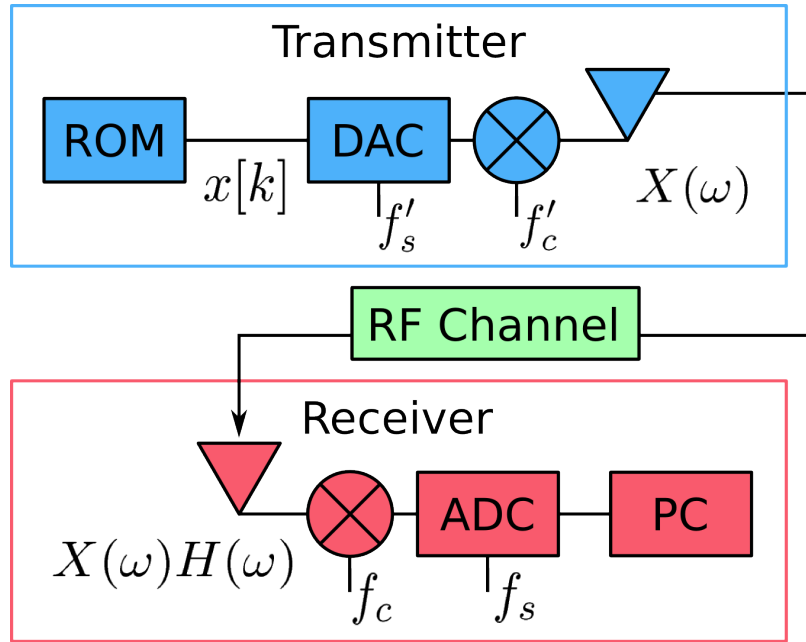 Transmitter
ROM
DAC
x[k]
f's
f'c
X(ω)
RF Channel
Receiver
ADC
PC
X(ω)H(ω)
fc
fs